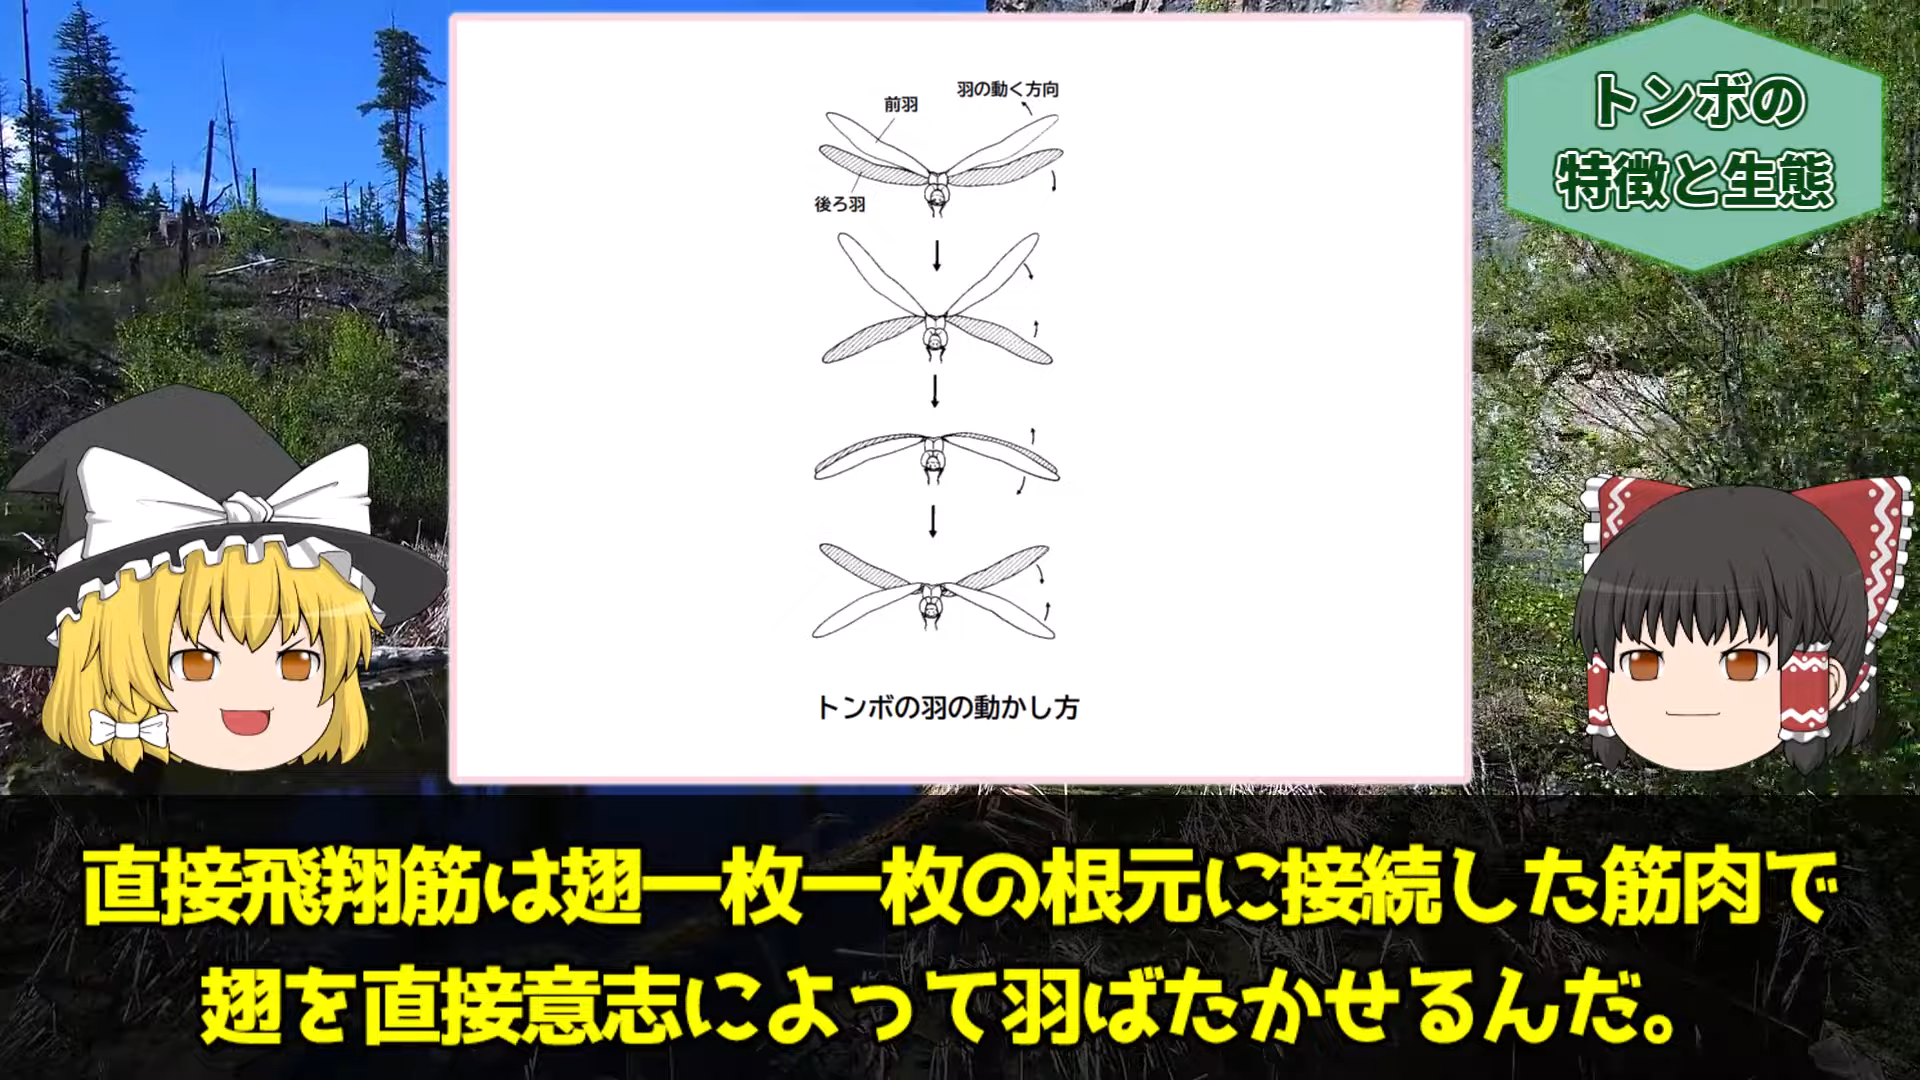 トンボの
特徴と生態
羽の動く方向
前羽
後ろ羽
トンボの羽の動かし方
直接飛翔筋は翅一枚一枚の根元に接続した筋肉で
翅を直接意志によって羽ばたかせるんだ。